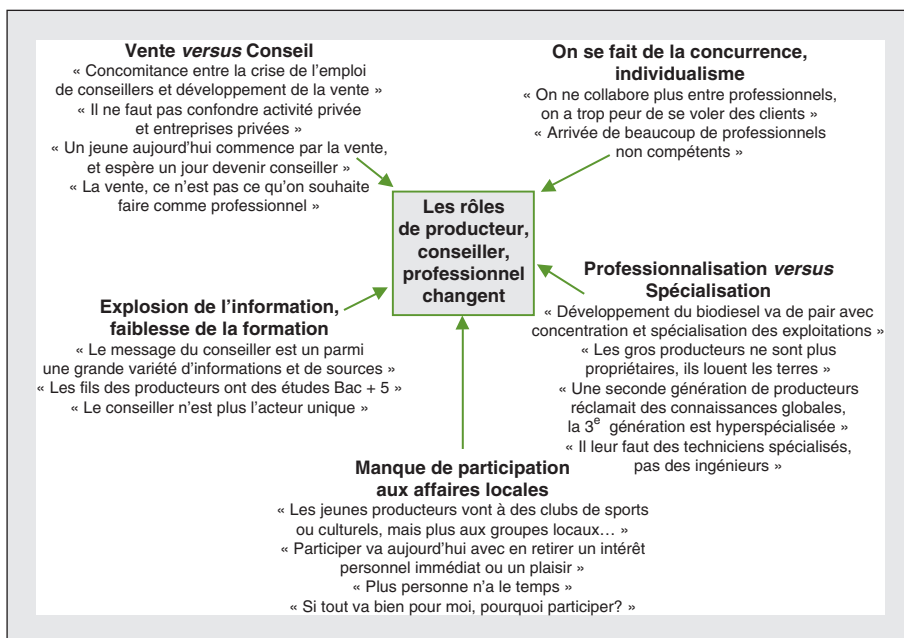 Vente versus Conseil
« Concomitance entre la crise de l’emploi
de conseillers et développement de la vente »
« Il ne faut pas confondre activité privée
et entreprises privées »
« Un jeune aujourd’hui commence par la vente,
et espère un jour devenir conseiller »
« La vente, ce n’est pas ce qu’on souhaite
faire comme professionnel »
On se fait de la concurrence,
individualisme
« On ne collabore plus entre professionnels,
on a trop peur de se voler des clients »
« Arrivée de beaucoup de professionnels
non compétents »
Les rôles
de producteur,
conseiller,
professionnel
changent
Explosion de l’information,
faiblesse de la formation
« Le message du conseiller est un parmi
une grande variété d’informations et de sources »
« Les fils des producteurs ont des études Bac + 5 »
« Le conseiller n’est plus l’acteur unique »
Professionnalisation versus
Spécialisation
« Développement du biodiesel va de pair avec
concentration et spécialisation des exploitations »
« Les gros producteurs ne sont plus
propriétaires, ils louent les terres »
« Une seconde génération de producteurs
réclamait des connaissances globales,
la 3e génération est hyperspécialisée »
« Il leur faut des techniciens spécialisés,
pas des ingénieurs »
Manque de participation
aux affaires locales
« Les jeunes producteurs vont à des clubs de sports
ou culturels, mais plus aux groupes locaux… »
« Participer va aujourd’hui avec en retirer un intérêt
personnel immédiat ou un plaisir »
« Plus personne n’a le temps »
« Si tout va bien pour moi, pourquoi participer? »